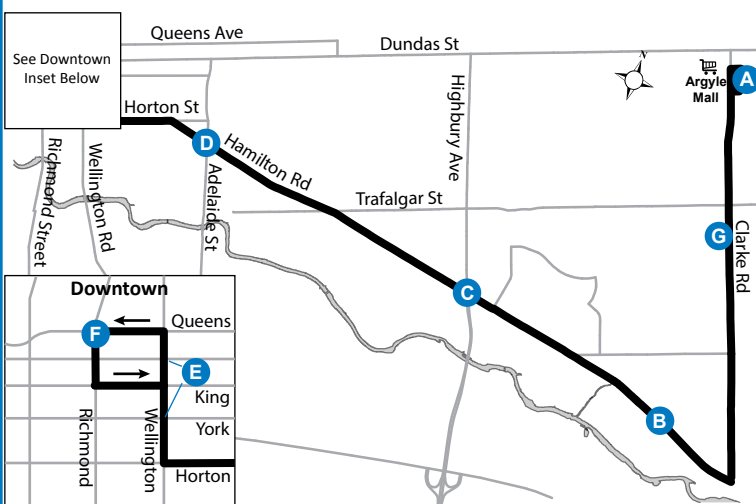 Queens Ave
Dundas St
See Downtown
Inset Below
N
Argyle
Mall
A
Horton St
Highbury Ave
D
Hamilton Rd
Richmond Street
Wellington Rd
Adelaide St
Trafalgar St
G
Clarke Rd
C
B
Downtown
Queens
F
E
King
York
Horton
Richmond
Wellington